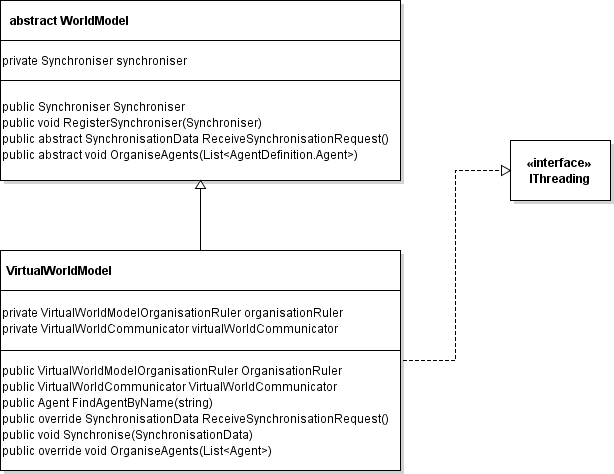 abstract WorldModel
private Synchroniser synchroniser
public Synchroniser Synchroniser
public void RegisterSynchroniser(Synchroniser)
public abstract SynchronisationData ReceiveSynchronisationRequest()
public abstract void OrganiseAgents(List<AgentDefinition.Agent>)
«interface»
IThreading
VirtualWorldModel
private VirtualWorldModelOrganisationRuler organisationRuler
private VirtualWorldCommunicator virtualWorldCommunicator
public VirtualWorldModelOrganisationRuler OrganisationRuler
public VirtualWorldCommunicator VirtualWorldCommunicator
public Agent FindAgentByName(string)
public override SynchronisationData ReceiveSynchronisationRequest()
public void Synchronise(SynchronisationData)
public override void OrganiseAgents(List<Agent>)